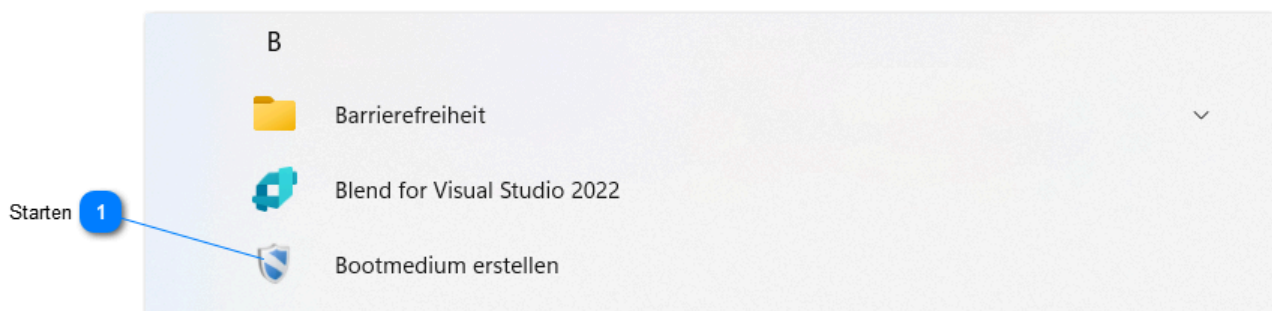 B
Barrierefreiheit
Blend for Visual Studio 2022
Starten 1
Bootmedium erstellen